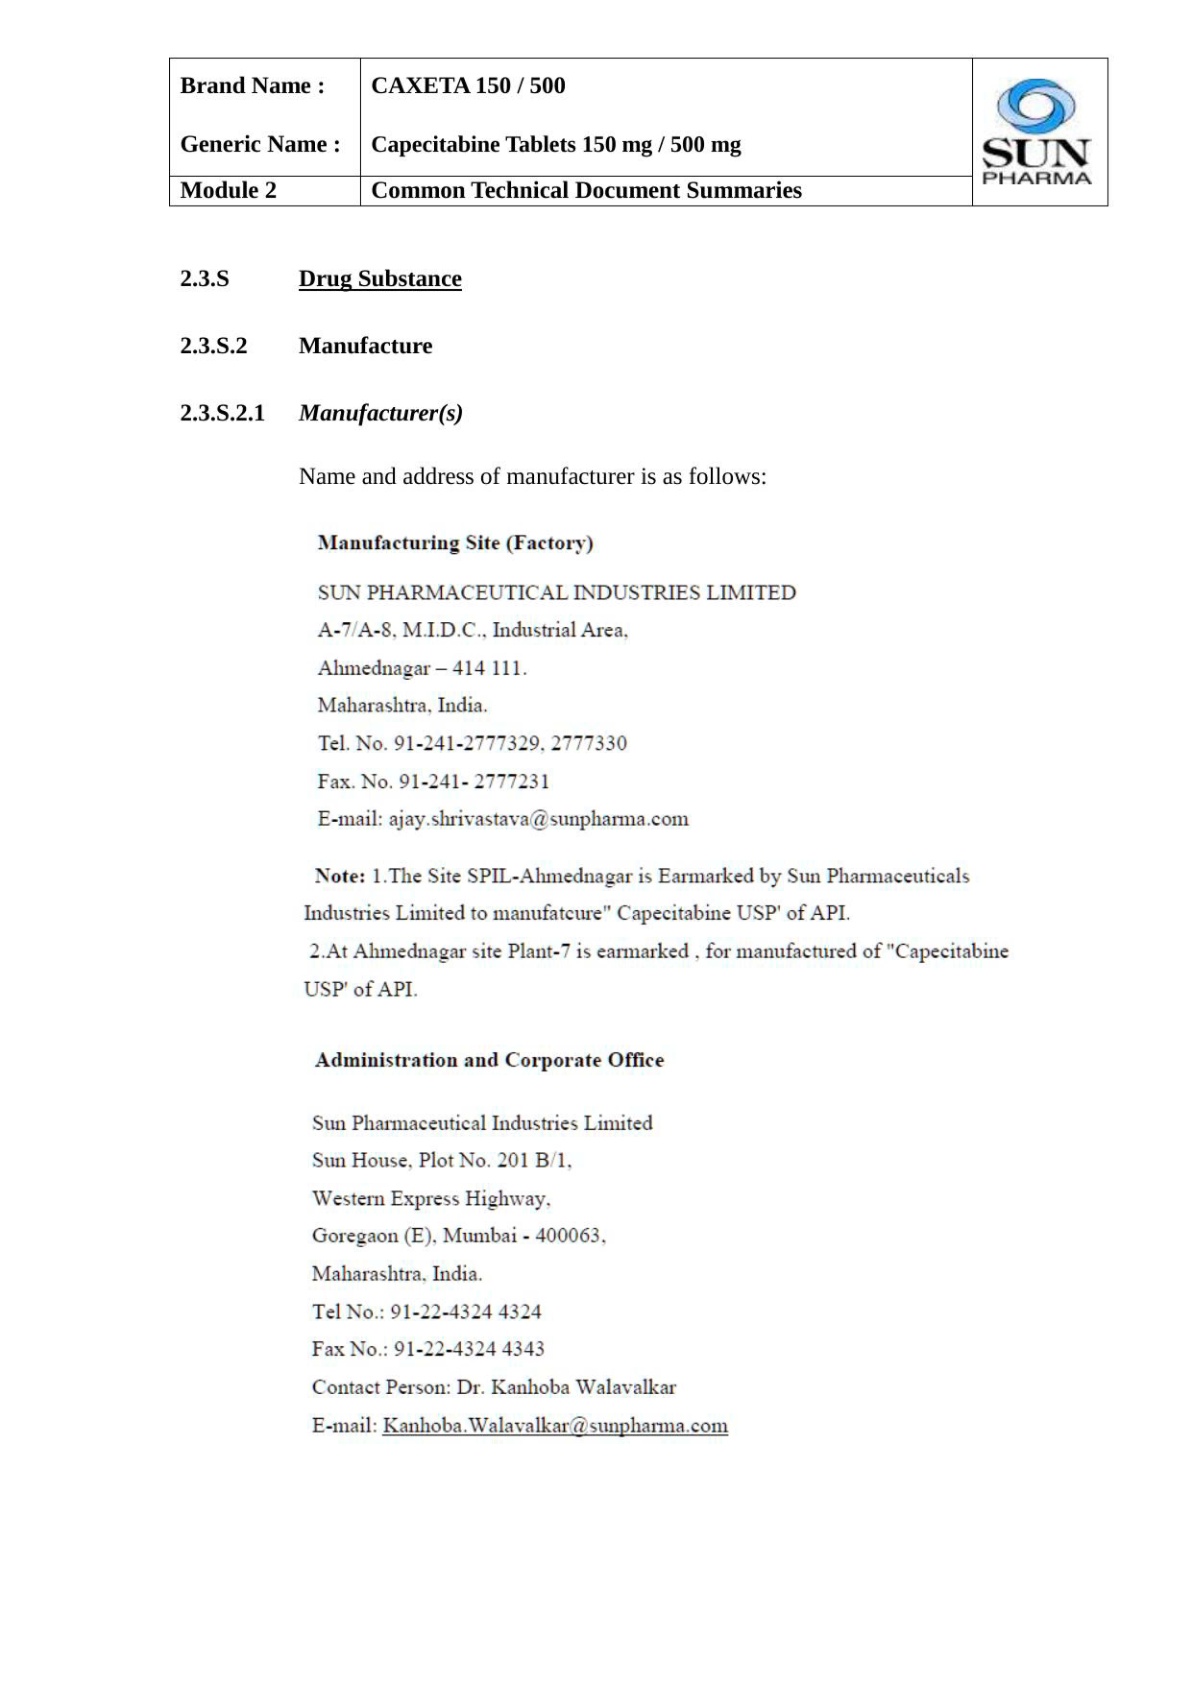 Brand Name : CAXETA 150 / 500
Generic Name : Capecitabine Tablets 150 mg / 500 mg
Module 2 Common Technical Document Summaries
SUN
PHARMA
2.3.S Drug Substance
2.3.S.2 Manufacture
2.3.S.2.1 Manufacturer(s)
Name and address of manufacturer is as follows:
Manufacturing Site (Factory)
SUN PHARMACEUTICAL INDUSTRIES LIMITED
A-7/A-8, M.I.D.C., Industrial Area,
Ahmednagar – 414 111.
Maharashtra, India.
Tel. No. 91-241-2777329, 2777330
Fax. No. 91-241- 2777231
E-mail: ajay.shrivastava@sunpharma.com
Note: 1.The Site SPIL-Ahmednagar is Earmarked by Sun Pharmaceuticals
Industries Limited to manufatcure" Capecitabine USP' of API.
2.At Ahmednagar site Plant-7 is earmarked , for manufactured of "Capecitabine
USP' of API.
Administration and Corporate Office
Sun Pharmaceutical Industries Limited
Sun House, Plot No. 201 B/1,
Western Express Highway,
Goregaon (E), Mumbai - 400063,
Maharashtra, India.
Tel No.: 91-22-4324 4324
Fax No.: 91-22-4324 4343
Contact Person: Dr. Kanhoba Walavalkar
E-mail: Kanhoba.Walavalkar@sunpharma.com